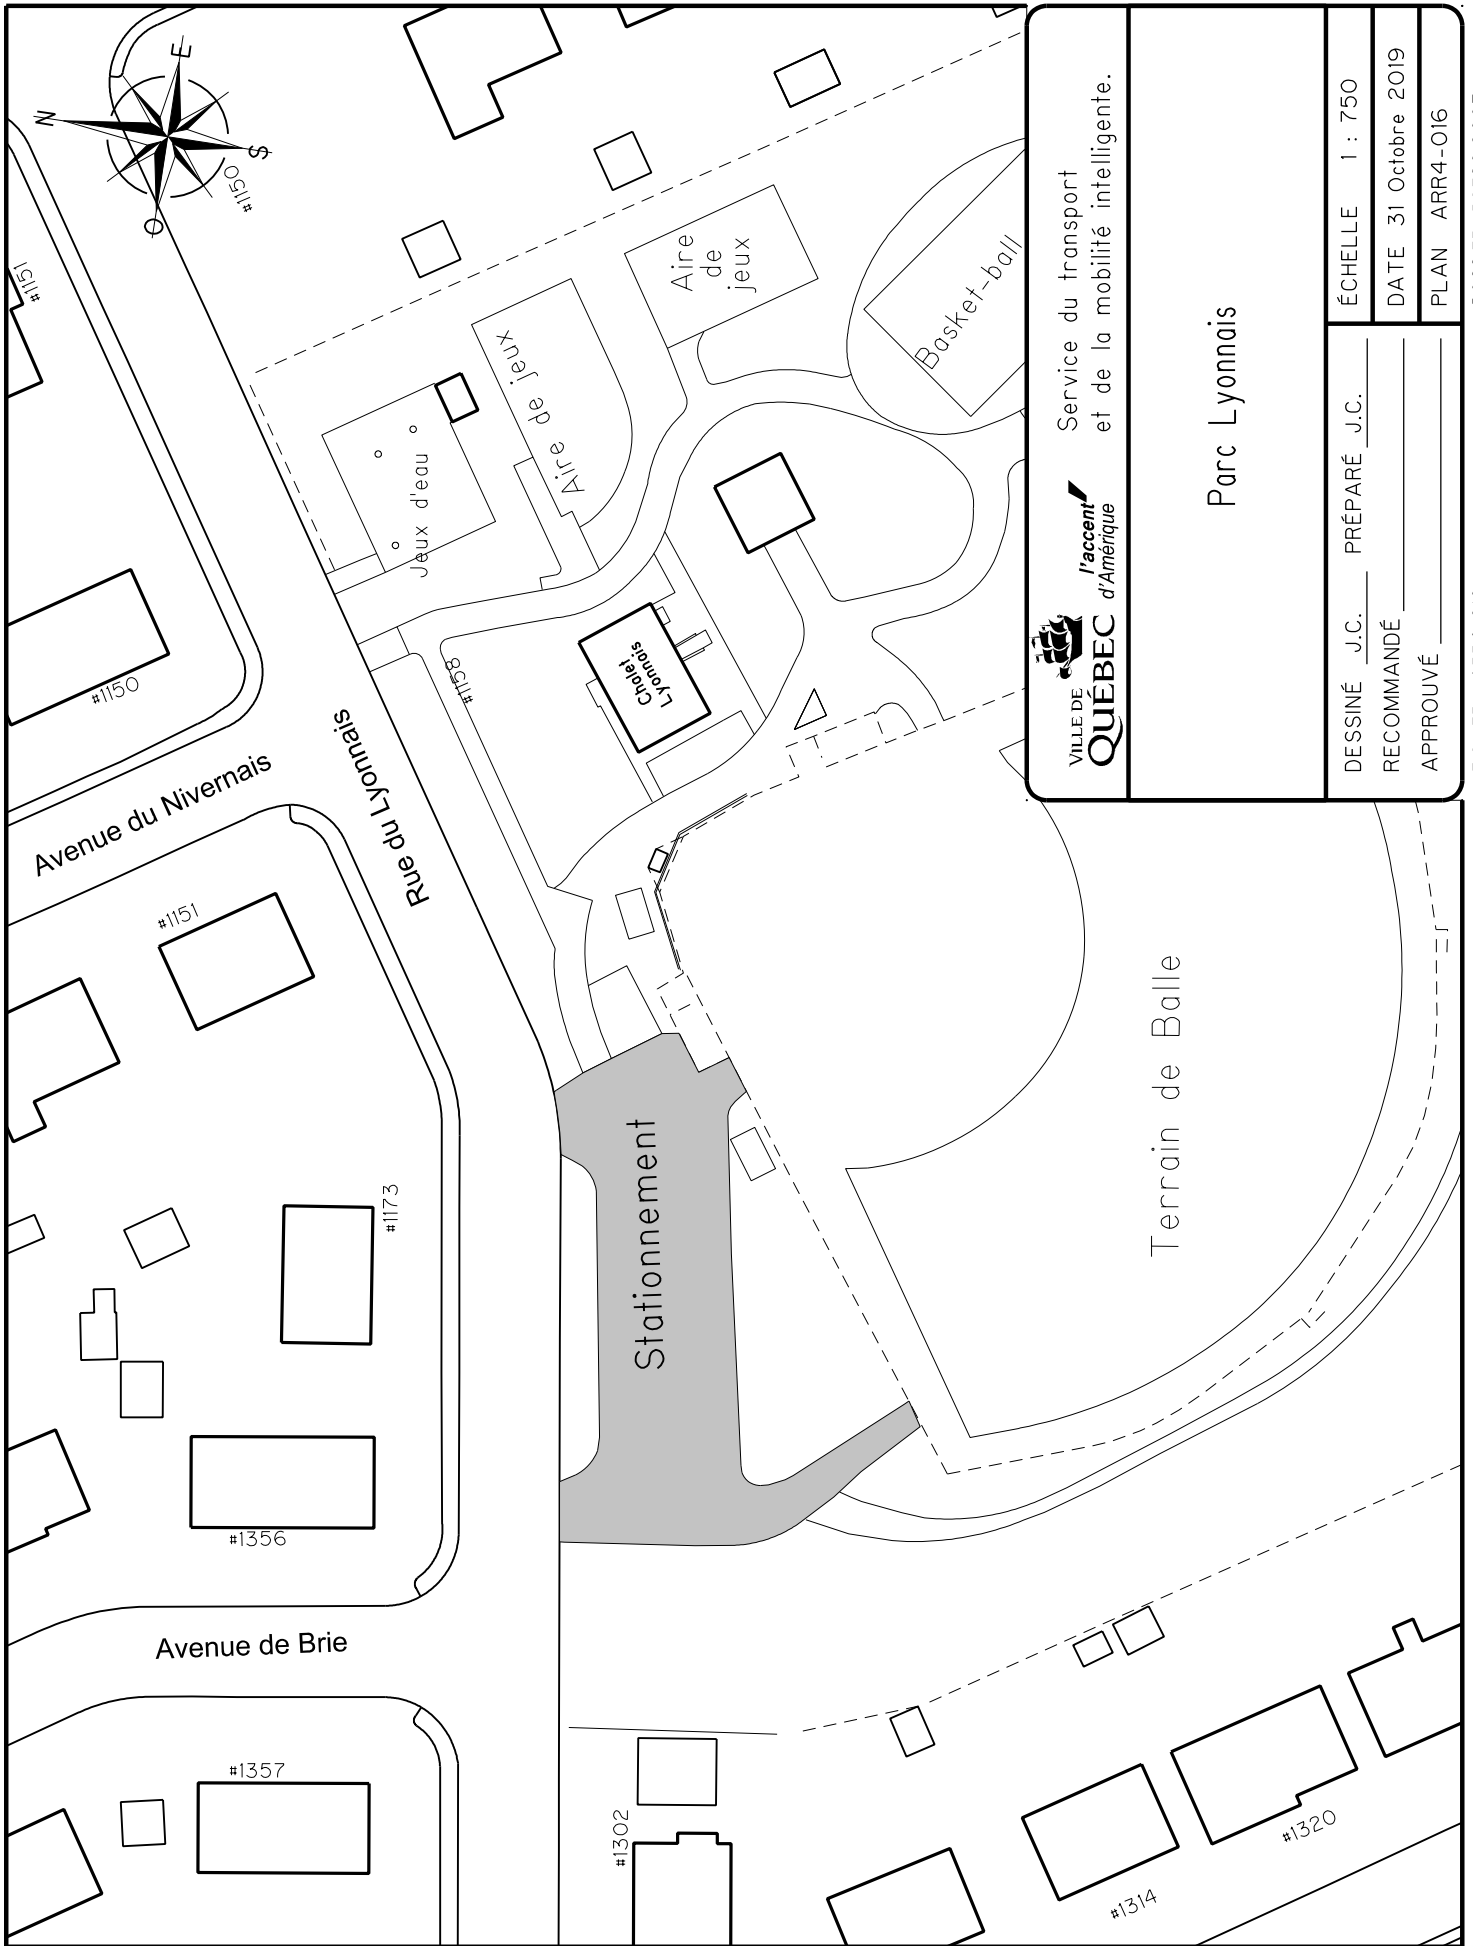 N
E
S
O
#1150
#1151
#1150
Avenue du Nivernais
Rue du Lyonnais
#1151
#1173
#1356
Avenue de Brie
#1357
#1302
#1314
#1320
#1158
Jeux d'eau
Aire de jeux
Aire
de
jeux
Basket-ball
Chalet
Lyonnais
Stationnement
Terrain de Balle
VILLE DE
QUÉBEC
l'accent
d'Amérique
Service du transport
et de la mobilité intelligente.
Parc Lyonnais
DESSINÉ J.C. PRÉPARÉ J.C.
RECOMMANDÉ
APPROUVÉ
ÉCHELLE 1 : 750
DATE 31 Octobre 2019
PLAN ARR4-016